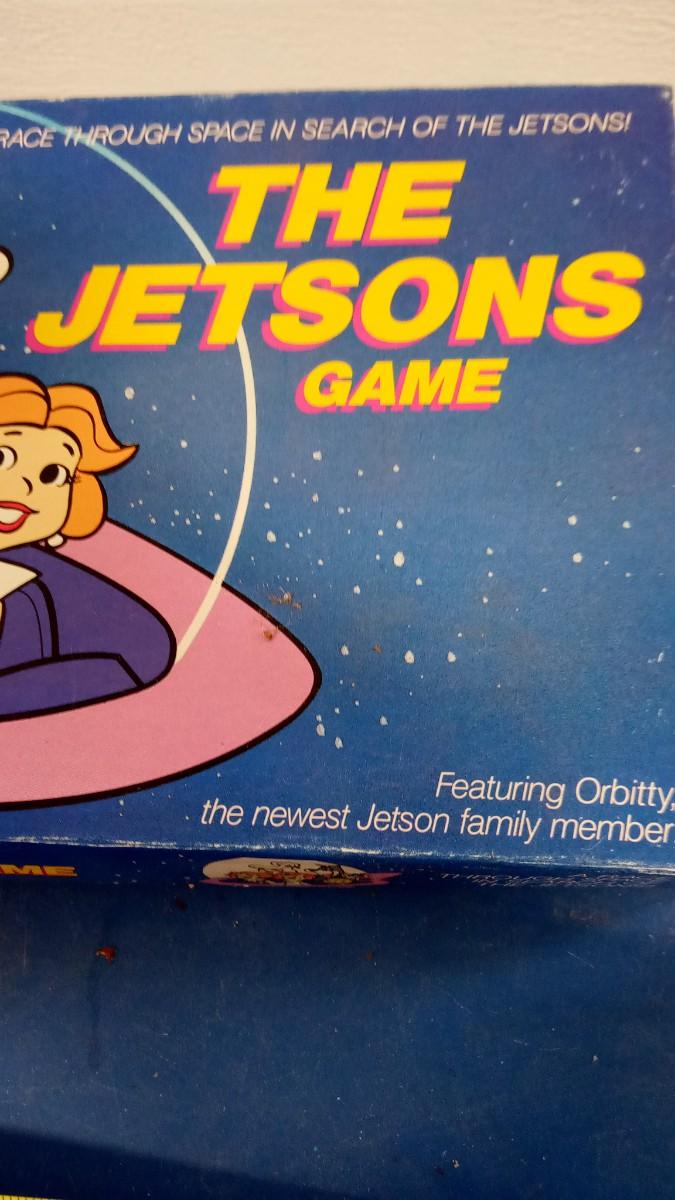 RACE THROUGH SPACE IN SEARCH OF THE JETSONS!
THE
JETSONS
GAME
Featuring Orbitty,
the newest Jetson family member